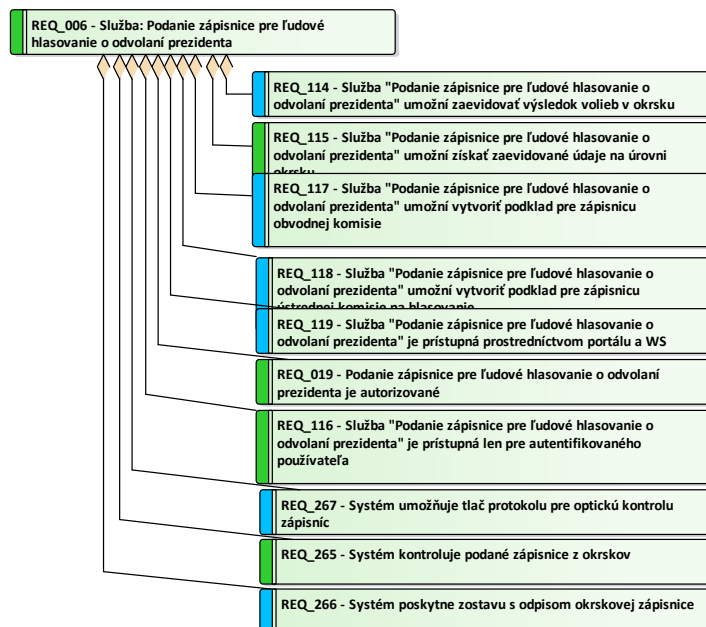 REQ_006 - Služba: Podanie zápisnice pre ľudové
hlasovanie o odvolaní prezidenta
REQ_114 - Služba "Podanie zápisnice pre ľudové hlasovanie o
odvolaní prezidenta" umožní zaevidovať výsledok volieb v okrsku
REQ_115 - Služba "Podanie zápisnice pre ľudové hlasovanie o
odvolaní prezidenta" umožní získať zaevidované údaje na úrovni
okrsku
REQ_117 - Služba "Podanie zápisnice pre ľudové hlasovanie o
odvolaní prezidenta" umožní vytvoriť podklad pre zápisnicu
obvodnej komisie
REQ_118 - Služba "Podanie zápisnice pre ľudové hlasovanie o
odvolaní prezidenta" umožní vytvoriť podklad pre zápisnicu
ústrednej komisie na hlasovanie
REQ_119 - Služba "Podanie zápisnice pre ľudové hlasovanie o
odvolaní prezidenta" je prístupná prostredníctvom portálu a WS
REQ_019 - Podanie zápisnice pre ľudové hlasovanie o odvolaní
prezidenta je autorizované
REQ_116 - Služba "Podanie zápisnice pre ľudové hlasovanie o
odvolaní prezidenta" je prístupná len pre autentifikovaného
používateľa
REQ_267 - Systém umožňuje tlač protokolu pre optickú kontrolu
zápisníc
REQ_265 - Systém kontroluje podané zápisnice z okrskov
REQ_266 - Systém poskytne zostavu s odpisom okrskovej zápisnice